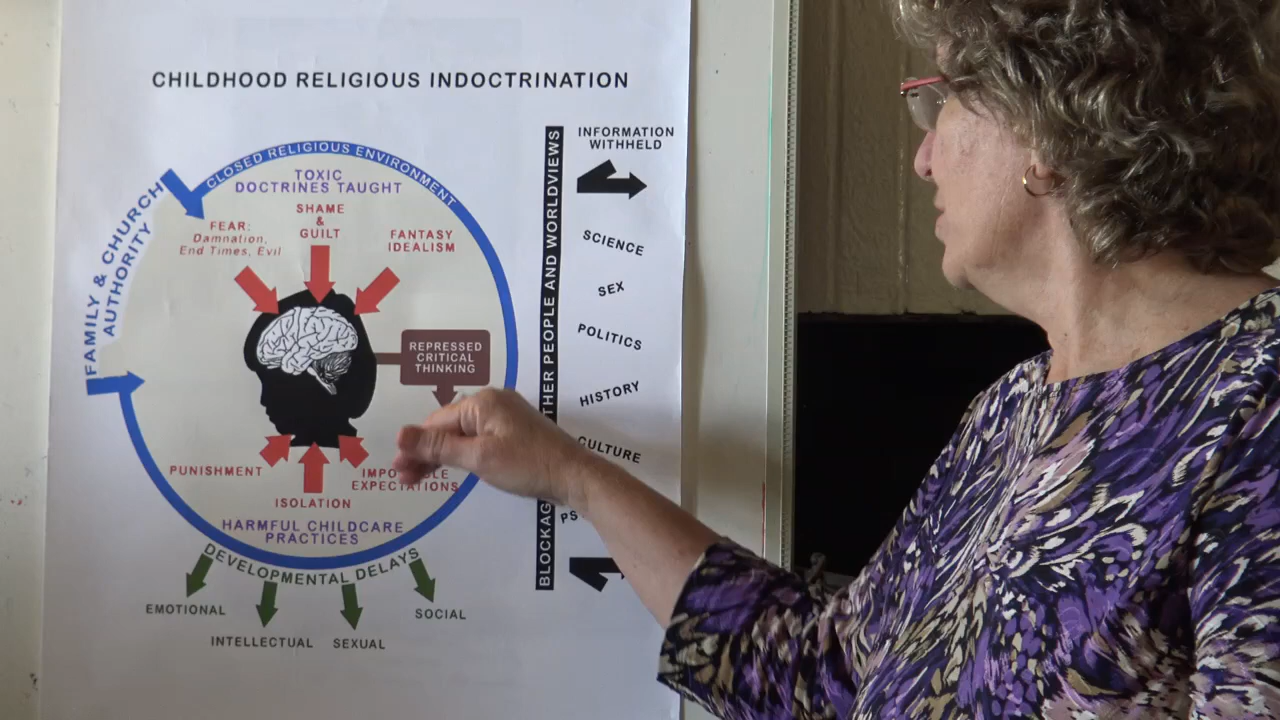 CHILDHOOD RELIGIOUS INDOCTRINATION
CLOSED RELIGIOUS ENVIRONMENT
FAMILY & CHURCH
AUTHORITY
TOXIC
DOCTRINES TAUGHT
FEAR:
Damnation,
End Times, Evil
SHAME
&
GUILT
FANTASY
IDEALISM
REPRESSED
CRITICAL
THINKING
PUNISHMENT
ISOLATION
EXPECTATIONS
HARMFUL CHILDCARE
PRACTICES
DEVELOPMENTAL DELAYS
EMOTIONAL
INTELLECTUAL
SEXUAL
SOCIAL
PEOPLE AND WORLDVIEWS
INFORMATION
WITHHELD
SCIENCE
SEX
POLITICS
HISTORY
CULTURE